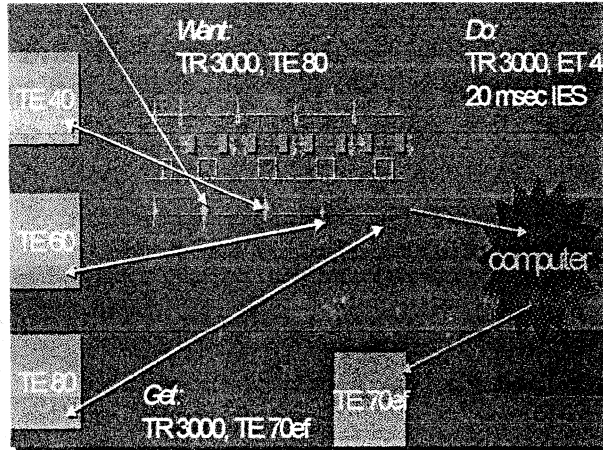 Want:
TR 3000, TE 80
Do:
TR 3000, ET 4
20 msec IES
TE 40
TE 60
computer
TE 80
Get:
TR 3000, TE 70ef
TE 70ef